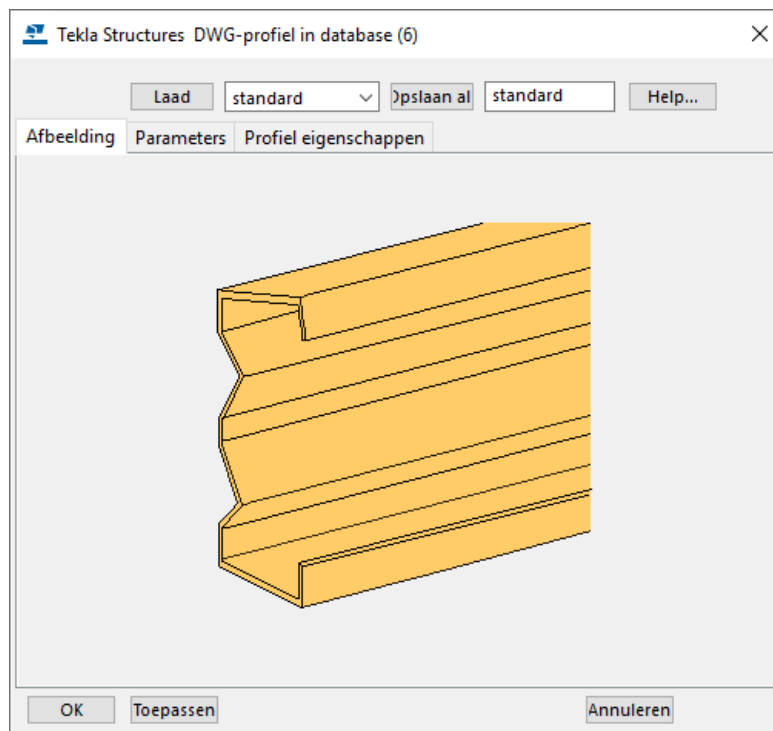 Tekla Structures DWG-profiel in database (6)
Laad standard Opslaan al standard Help...
Afbeelding Parameters Profiel eigenschappen
OK Toepassen Annuleren